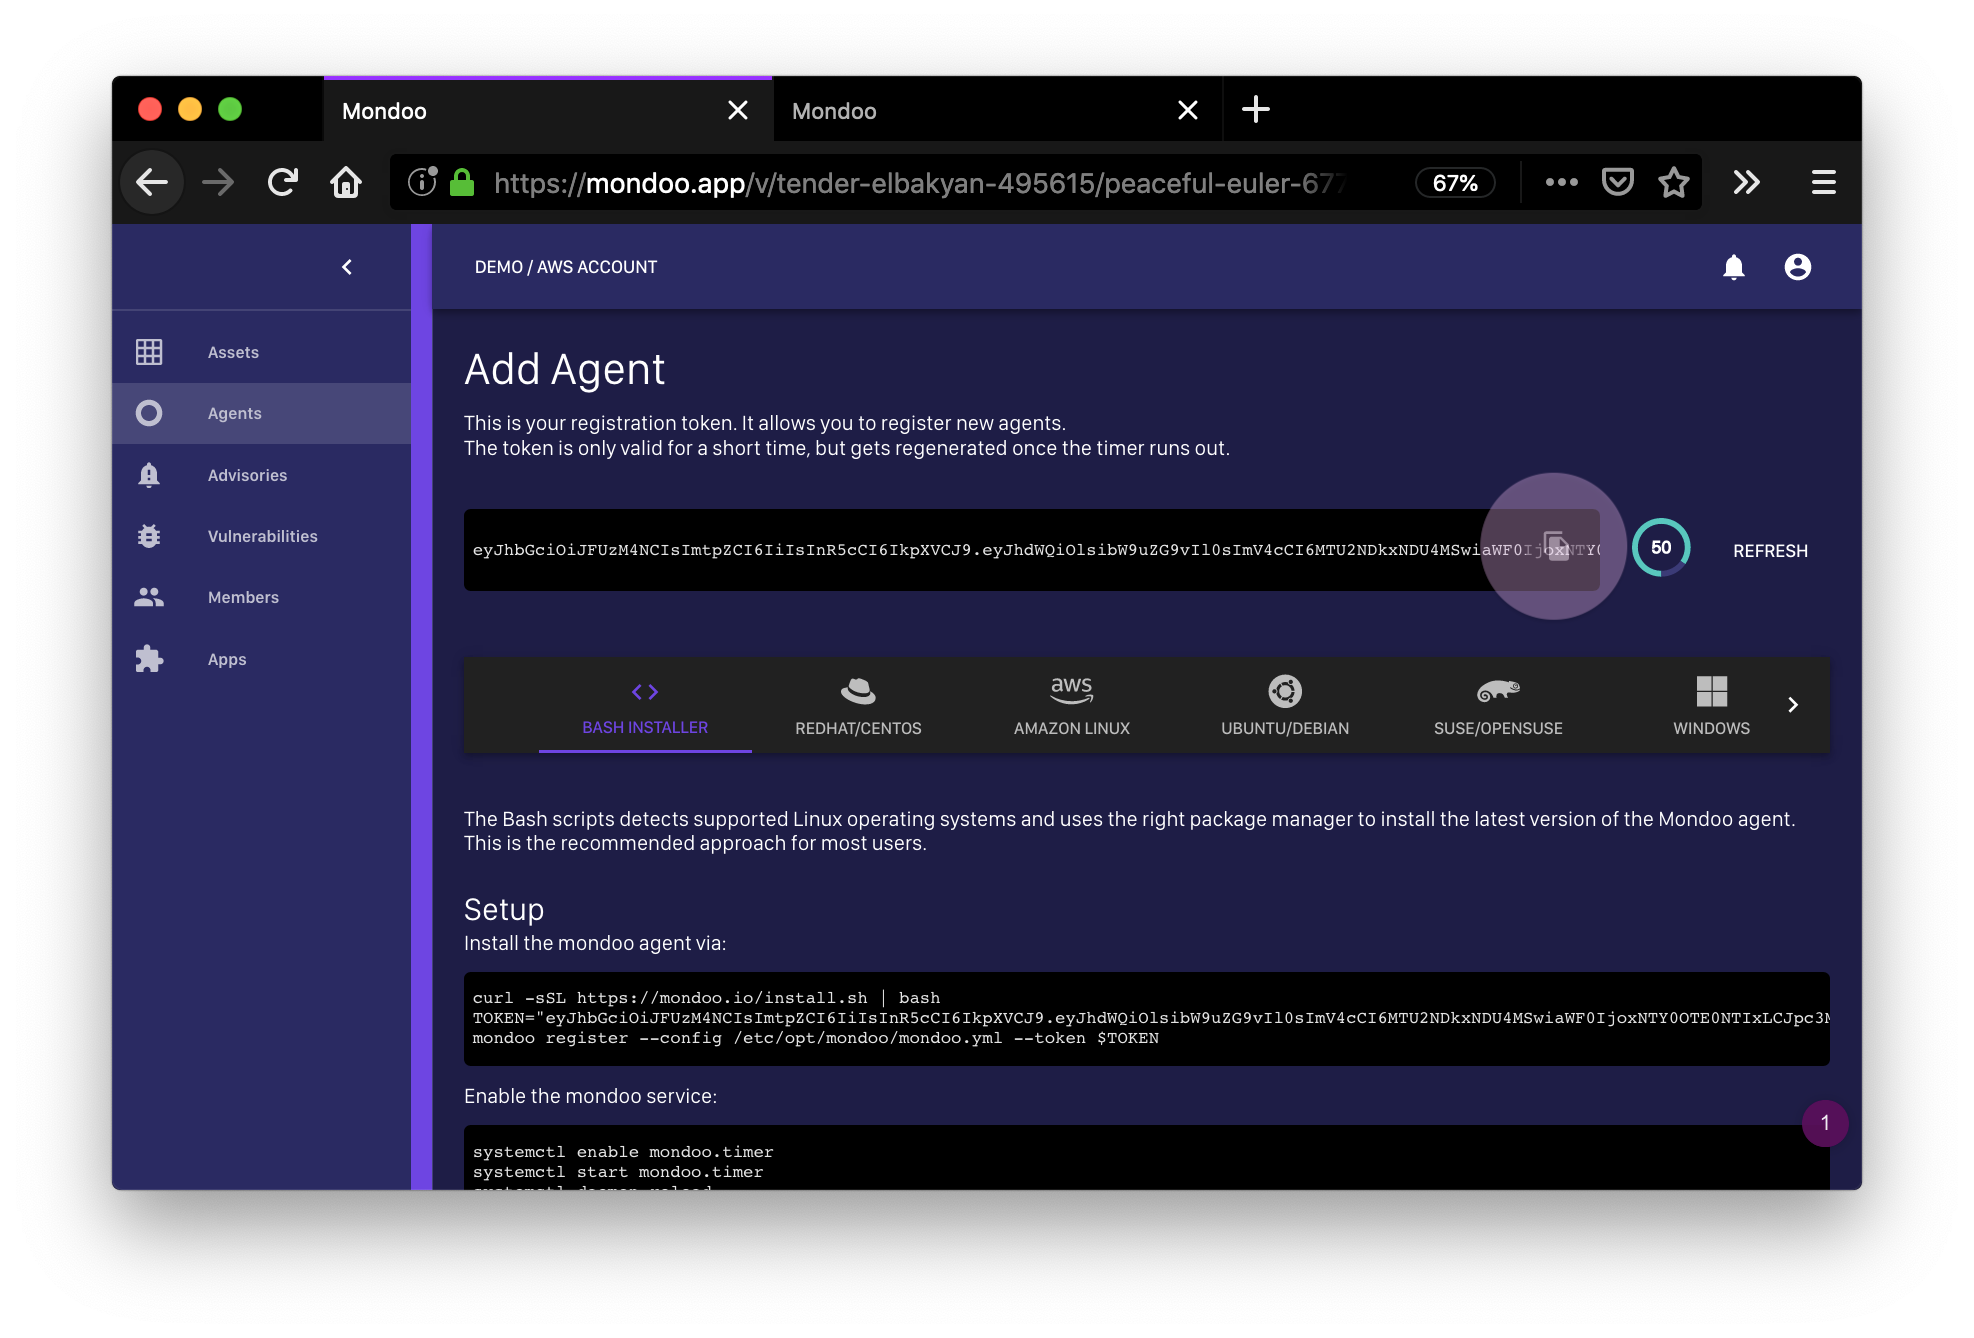 Mondoo
Mondoo
https://mondoo.app/v/tender-elbakyan-495615/peaceful-euler-677
67%
DEMO / AWS ACCOUNT
Assets
Agents
Advisories
Vulnerabilities
Members
Apps
Add Agent
This is your registration token. It allows you to register new agents.
The token is only valid for a short time, but gets regenerated once the timer runs out.
eyJhbGciOiJFUzM4NCIsImtpZCI6IiIsInR5cCI6IkpXVCJ9.eyJhdWQiOlsibW9uZG9vIl0sImV4cCI6MTU2NDkxNDU4MSwiaWF0IjoxNTY0
50
REFRESH
BASH INSTALLER
REDHAT/CENTOS
aws
AMAZON LINUX
UBUNTU/DEBIAN
SUSE/OPENSUSE
WINDOWS
The Bash scripts detects supported Linux operating systems and uses the right package manager to install the latest version of the Mondoo agent.
This is the recommended approach for most users.
Setup
Install the mondoo agent via:
curl -sSL https://mondoo.io/install.sh | bash
TOKEN="eyJhbGciOiJFUzM4NCIsImtpZCI6IiIsInR5cCI6IkpXVCJ9.eyJhdWQiOlsibW9uZG9vIl0sImV4cCI6MTU2NDkxNDU4MSwiaWF0IjoxNTY0OTE0NTIxLCJpc3M
mondoo register --config /etc/opt/mondoo/mondoo.yml --token $TOKEN
Enable the mondoo service:
1
systemctl enable mondoo.timer
systemctl start mondoo.timer
systemctl daemon-reload